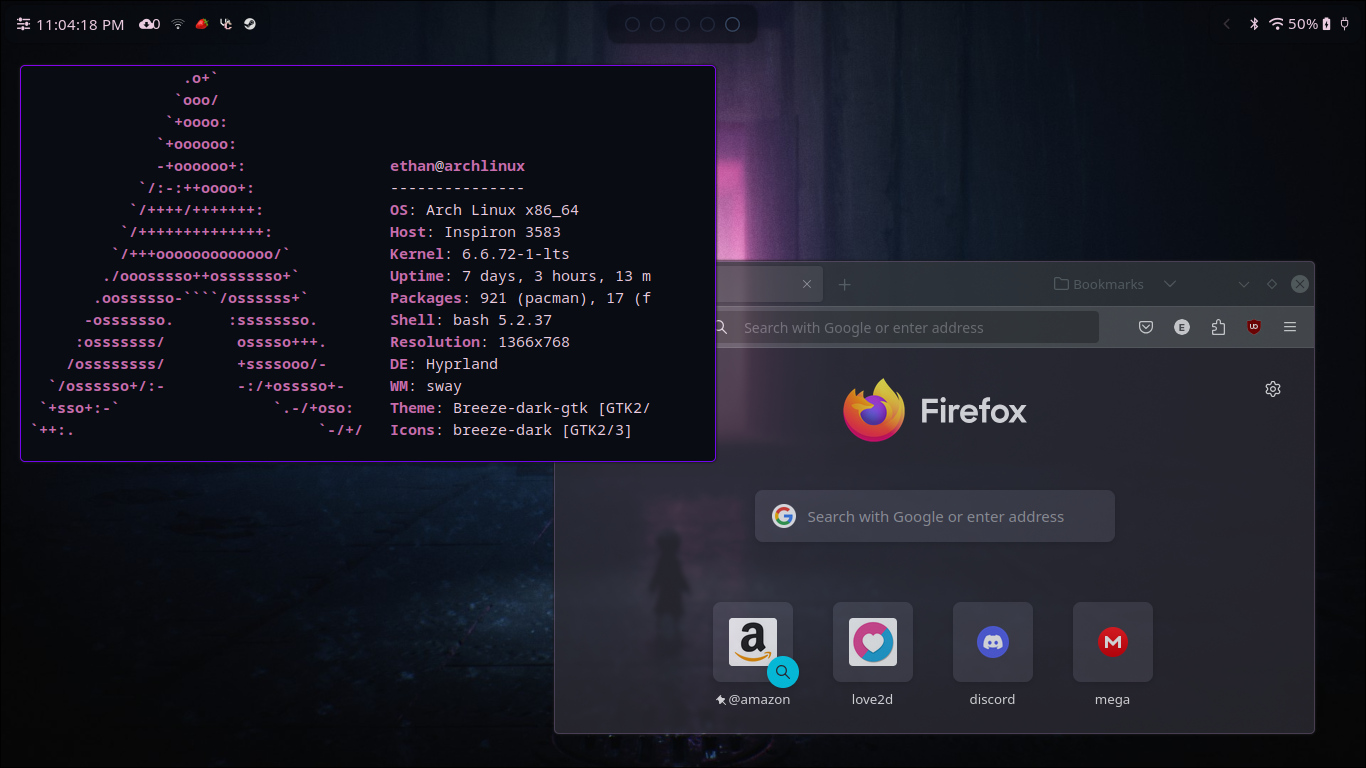 11:04:18 PM 0
50%
.o+`
`ooo/
`+oooo:
`+oooooo:
-+oooooo+:
`/:-:++oooo+:
`/++++/+++++++:
`/++++++++++++++:
`/+++ooooooooooooo/`
./ooosssso++osssssso+`
.oossssso-````/ossssss+`
-osssssso. :ssssssso.
:osssssss/ osssso+++.
/ossssssss/ +ssssooo/-
`/ossssso+/:- -:/+osssso+-
`+sso+:-` `.-/+oso:
`++:. `-/+/
ethan@archlinux
---------------
OS: Arch Linux x86_64
Host: Inspiron 3583
Kernel: 6.6.72-1-lts
Uptime: 7 days, 3 hours, 13 m
Packages: 921 (pacman), 17 (f
Shell: bash 5.2.37
Resolution: 1366x768
DE: Hyprland
WM: sway
Theme: Breeze-dark-gtk [GTK2/
Icons: breeze-dark [GTK2/3]
Bookmarks
Search with Google or enter address
E
UD
Firefox
Search with Google or enter address
@amazon
love2d
discord
mega